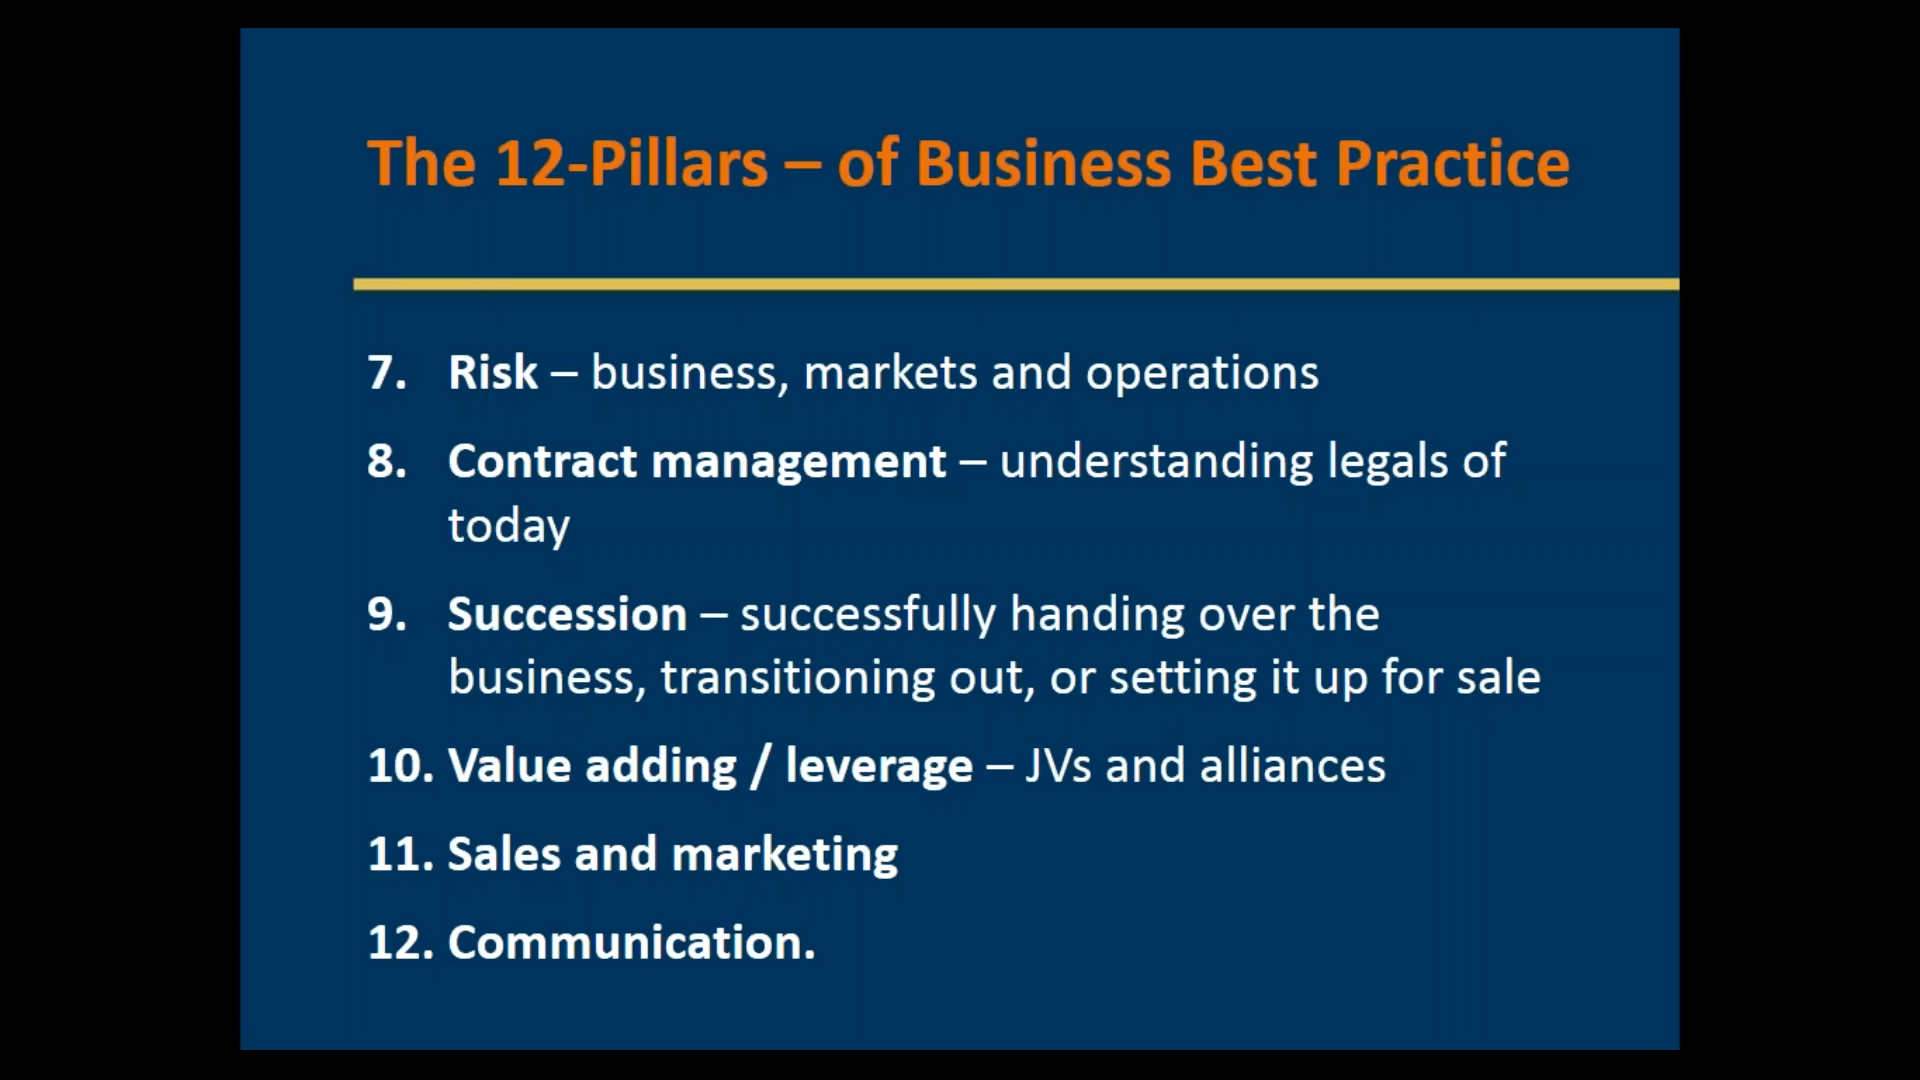 The 12-Pillars – of Business Best Practice
7. Risk – business, markets and operations
8. Contract management – understanding legals of
today
9. Succession – successfully handing over the
business, transitioning out, or setting it up for sale
10. Value adding / leverage – JVs and alliances
11. Sales and marketing
12. Communication.